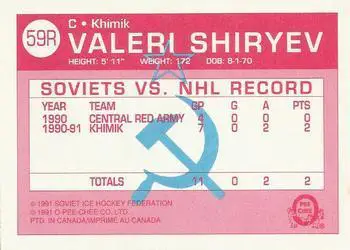 59R
C • Khimik
VALERI SHIRYEV
HEIGHT: 5' 11" WEIGHT: 172 DOB: 8-1-70
SOVIETS VS. NHL RECORD
YEAR TEAM GP G A PTS
1990 CENTRAL RED ARMY 4 0 0 0
1990-91 KHIMIK 7 0 2 2
TOTALS 11 0 2 2
© 1991 SOVIET ICE HOCKEY FEDERATION
© 1991 O-PEE-CHEE CO. LTD.
PTD. IN CANADA/IMPRIMÉ AU CANADA
O
PEE
CHEE